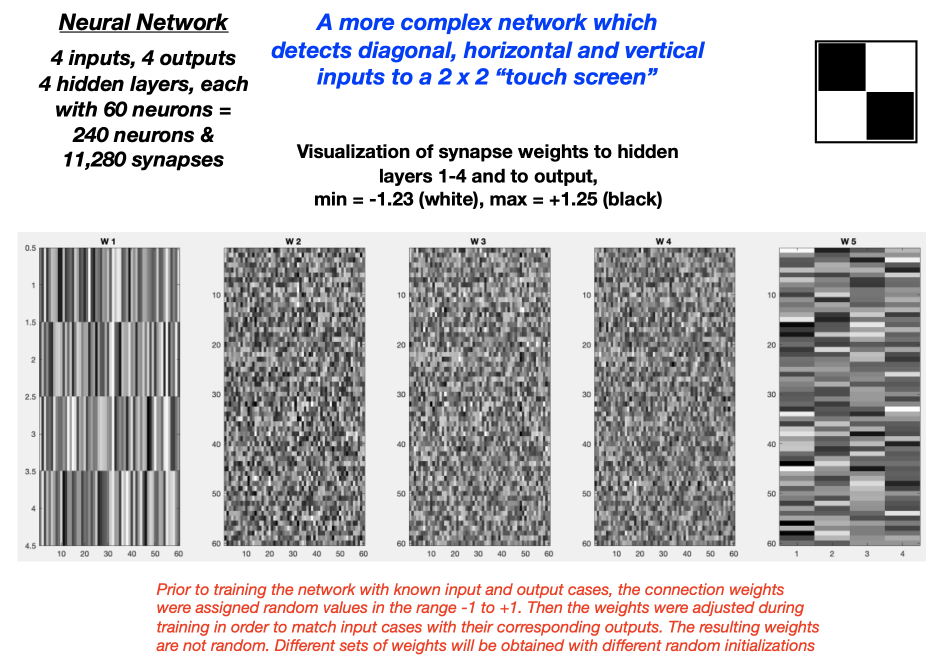 Neural Network
4 inputs, 4 outputs
4 hidden layers, each
with 60 neurons =
240 neurons &
11,280 synapses
A more complex network which
detects diagonal, horizontal and vertical
inputs to a 2 x 2 “touch screen”
Visualization of synapse weights to hidden
layers 1-4 and to output,
min = -1.23 (white), max = +1.25 (black)
W 1
0.5
1
1.5
2
2.5
3
3.5
4
4.5
10 20 30 40 50 60
W 2
10
20
30
40
50
60
10 20 30 40 50 60
W 3
10
20
30
40
50
60
10 20 30 40 50 60
W 4
10
20
30
40
50
60
10 20 30 40 50 60
W 5
10
20
30
40
50
60
1 2 3 4
Prior to training the network with known input and output cases, the connection weights
were assigned random values in the range -1 to +1. Then the weights were adjusted during
training in order to match input cases with their corresponding outputs. The resulting weights
are not random. Different sets of weights will be obtained with different random initializations